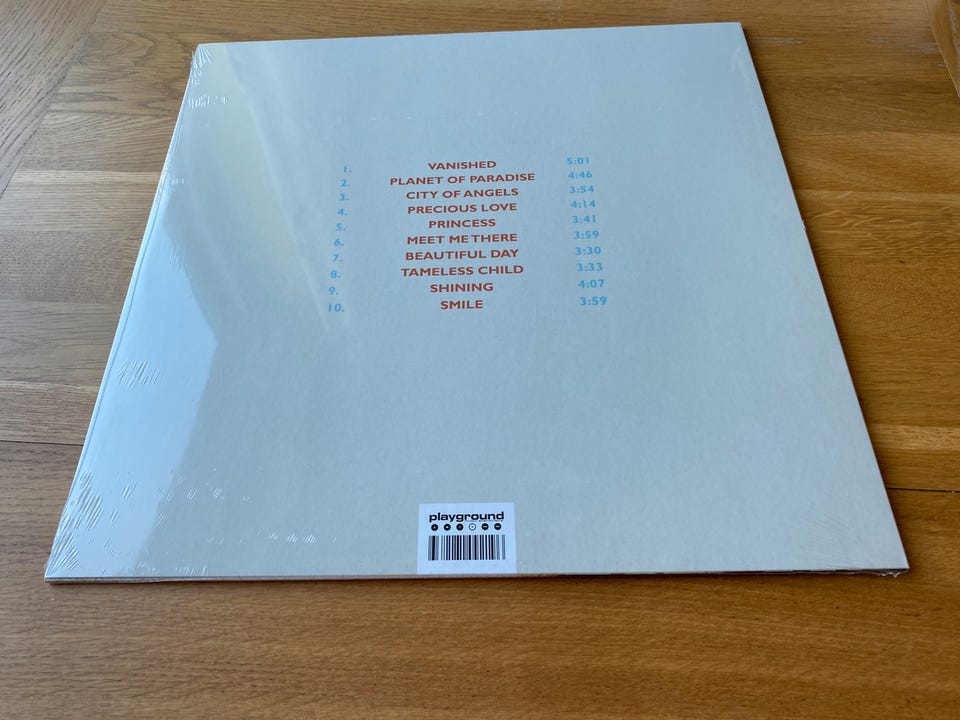 1. VANISHED 5:01
2. PLANET OF PARADISE 4:46
3. CITY OF ANGELS 3:54
4. PRECIOUS LOVE 4:14
5. PRINCESS 3:41
6. MEET ME THERE 3:59
7. BEAUTIFUL DAY 3:30
8. TAMELESS CHILD 3:33
9. SHINING 4:07
10. SMILE 3:59
playground